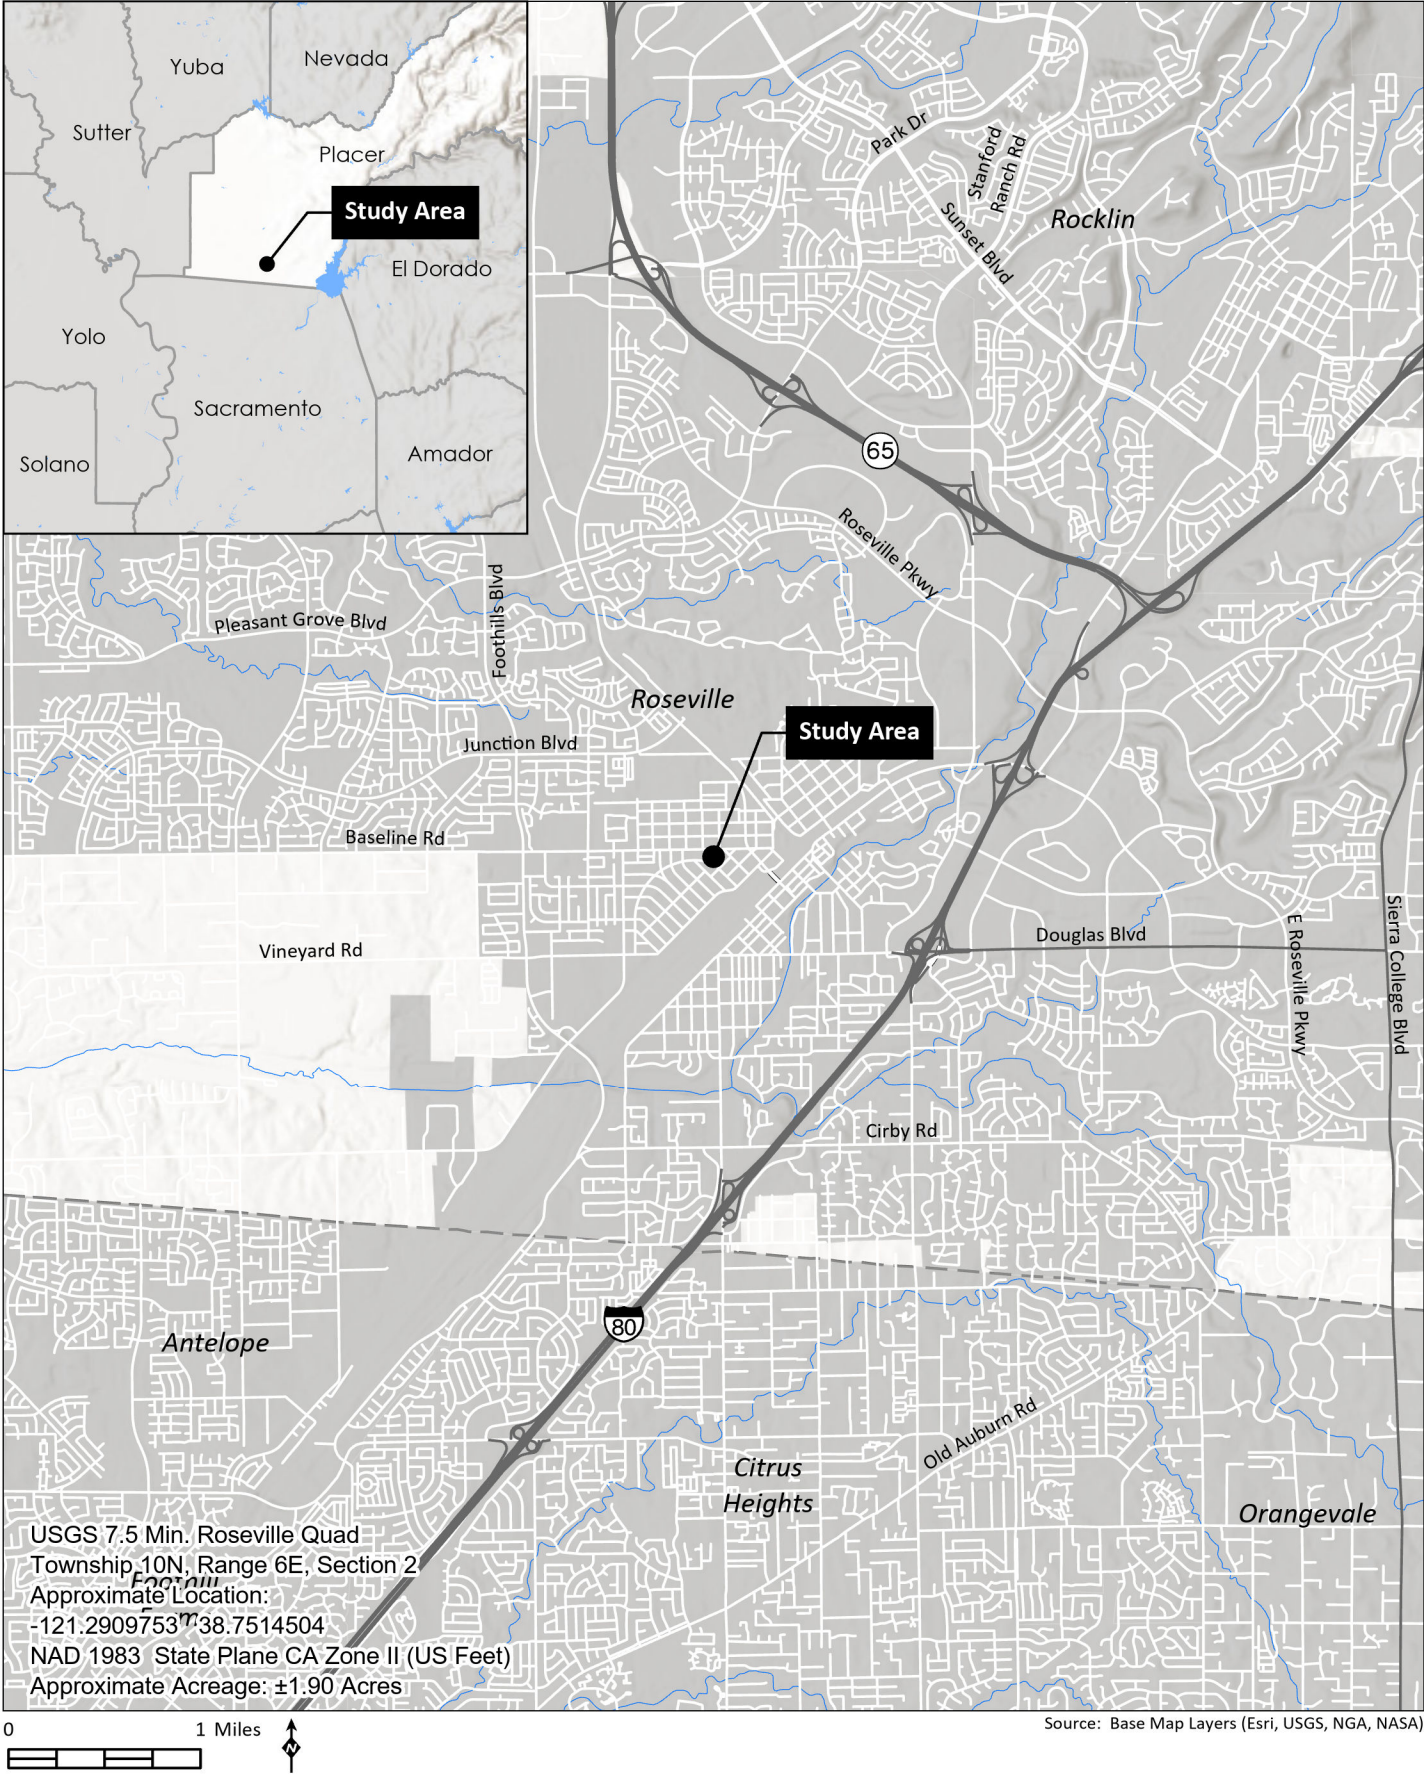 Yuba
Nevada
Sutter
Placer
Study Area
El Dorado
Yolo
Sacramento
Solano
Amador
Park Dr
Stanford
Ranch Rd
Sunset Blvd
Rocklin
65
Roseville Pkwy
Pleasant Grove Blvd
Foothills Blvd
Roseville
Study Area
Junction Blvd
Baseline Rd
Vineyard Rd
Douglas Blvd
E Roseville Pkwy
Sierra College Blvd
Cirby Rd
80
Antelope
Old Auburn Rd
Citrus
Heights
Orangevale
USGS 7.5 Min. Roseville Quad
Township 10N, Range 6E, Section 2
Foothill
Approximate Location:
-121.2909753 38.7514504
NAD 1983 State Plane CA Zone II (US Feet)
Approximate Acreage: ±1.90 Acres
0 1 Miles
N
Source: Base Map Layers (Esri, USGS, NGA, NASA)